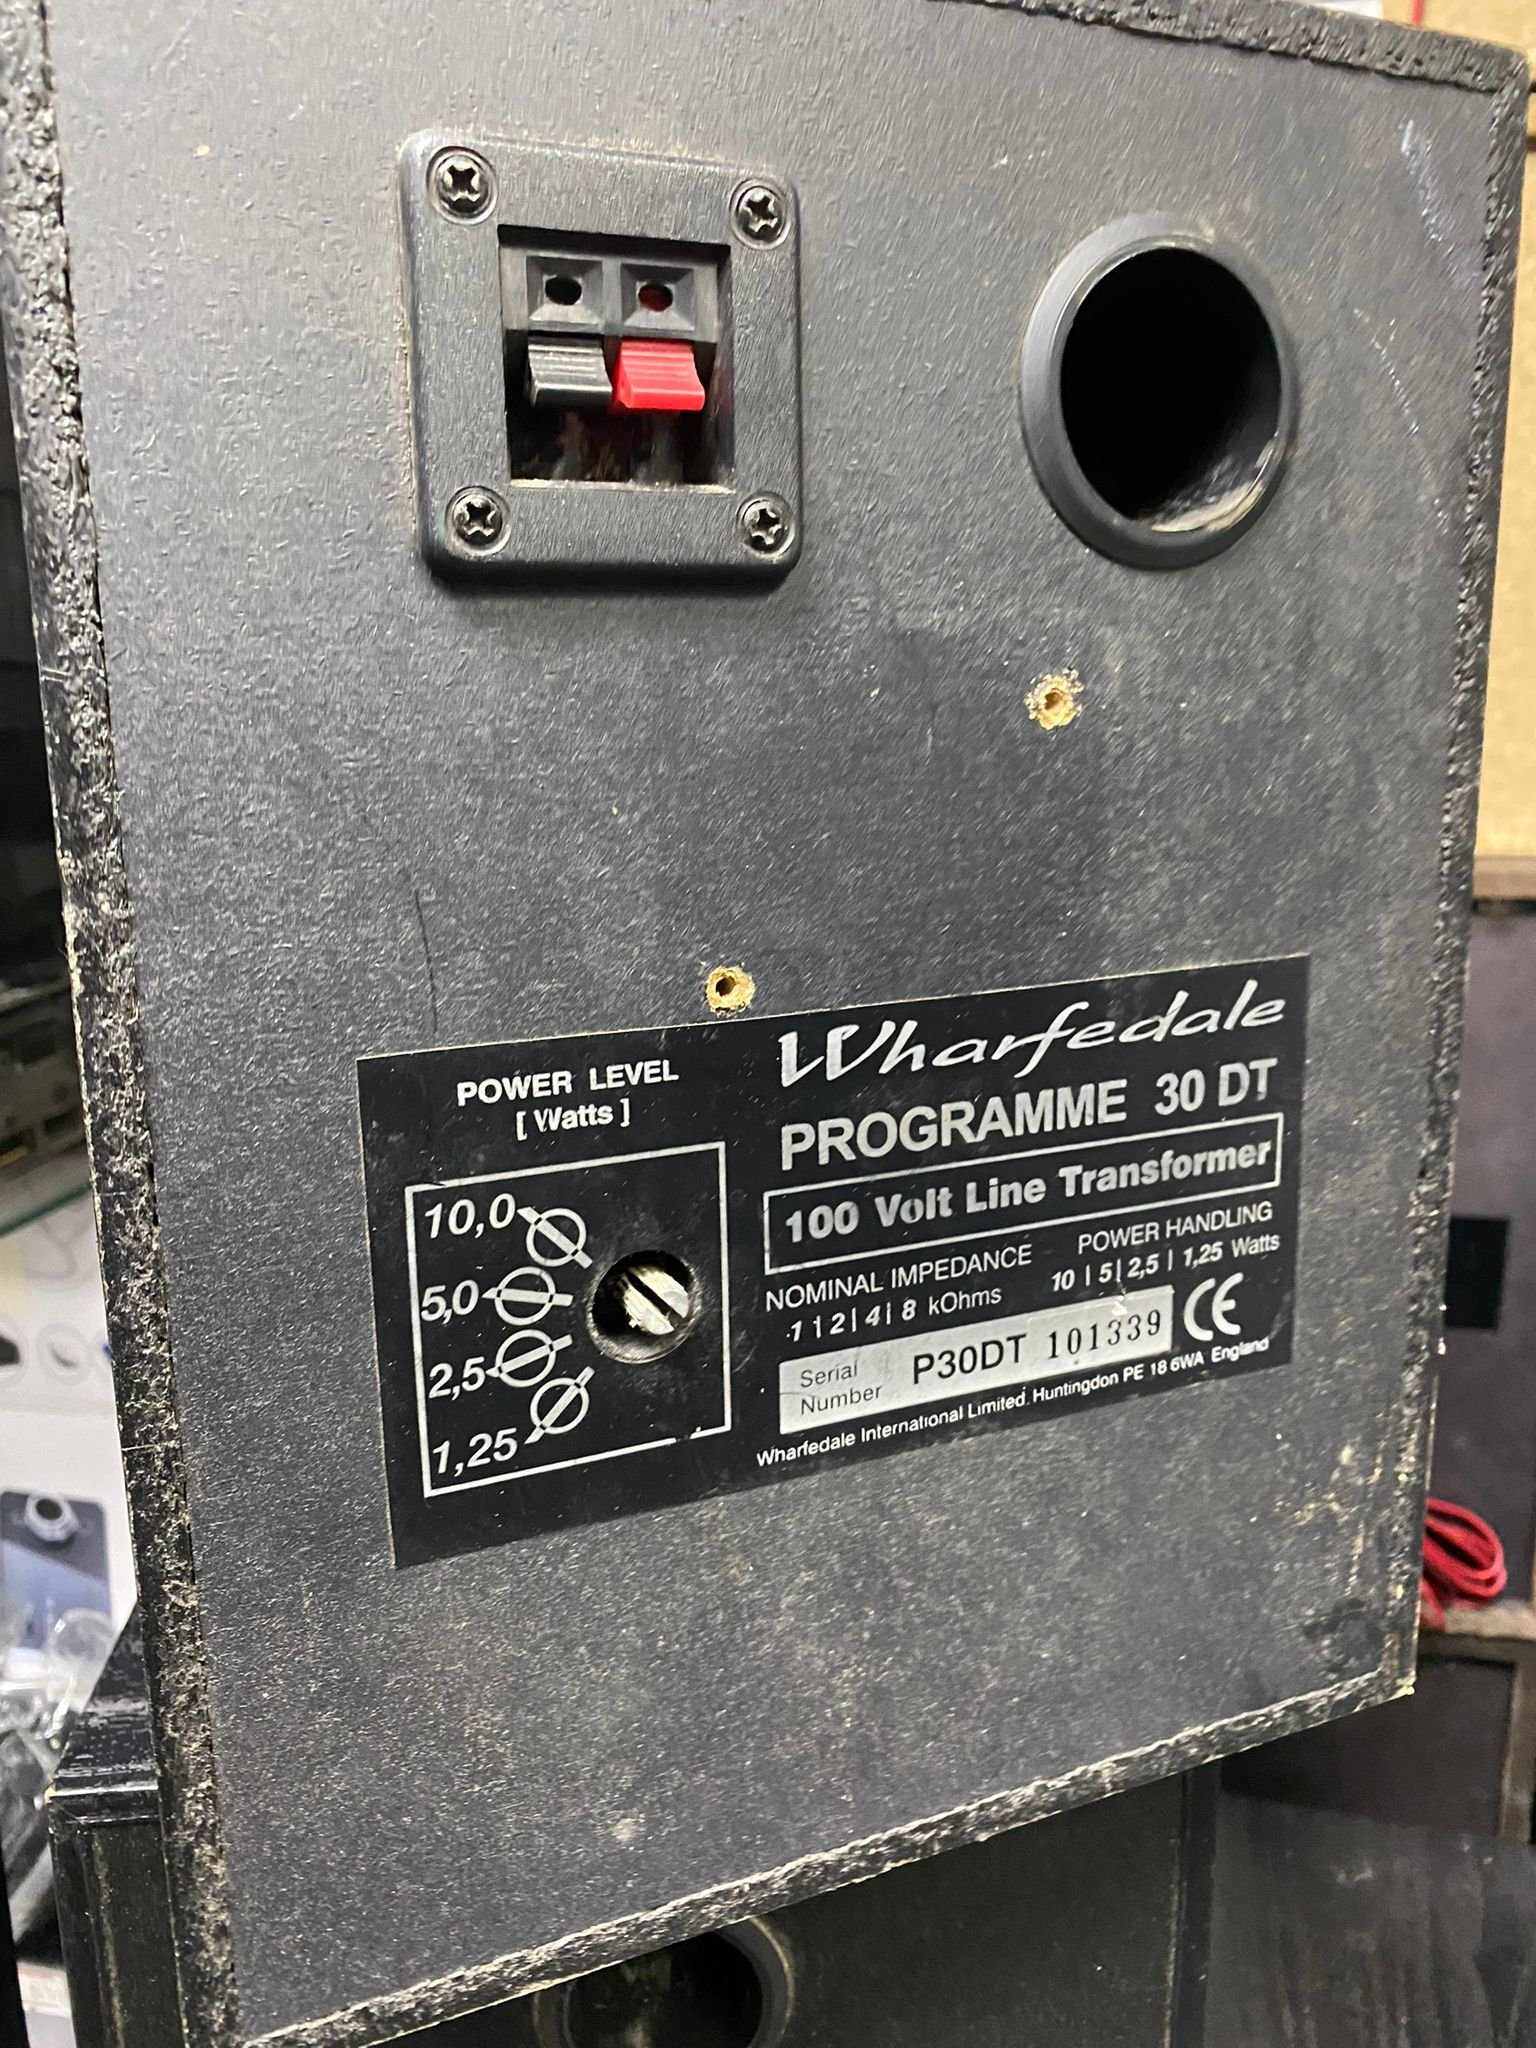 POWER LEVEL
[ Watts ]
10,0
5,0
2,5
1,25
Wharfedale
PROGRAMME 30 DT
100 Volt Line Transformer
NOMINAL IMPEDANCE
1 | 2 | 4 | 8 kOhms
POWER HANDLING
10 | 5 | 2,5 | 1,25 Watts
Serial
Number
P30DT 101339
CE
Wharfedale International Limited. Huntingdon PE 18 6WA England